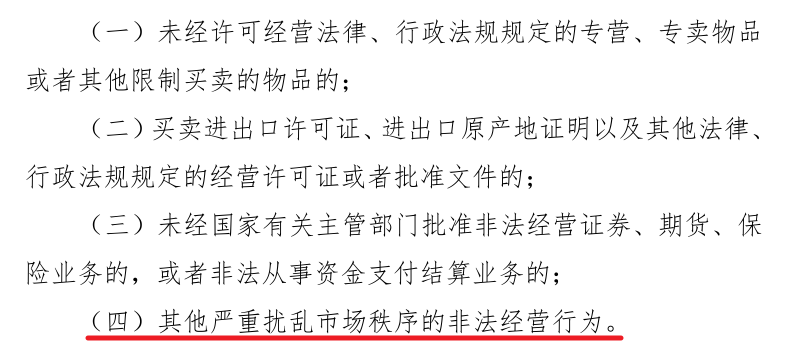 （一）未经许可经营法律、行政法规规定的专营、专卖物品
或者其他限制买卖的物品的；
（二）买卖进出口许可证、进出口原产地证明以及其他法律、
行政法规规定的经营许可证或者批准文件的；
（三）未经国家有关主管部门批准非法经营证券、期货、保
险业务的，或者非法从事资金支付结算业务的；
（四）其他严重扰乱市场秩序的非法经营行为。